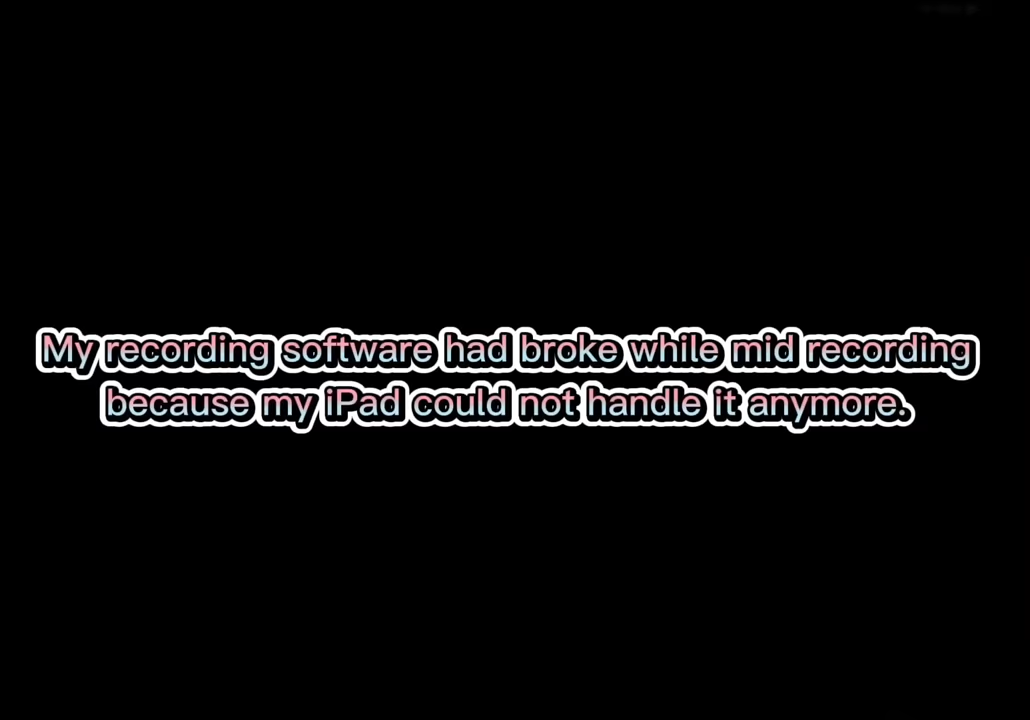 My recording software had broke while mid recording
because my iPad could not handle it anymore.